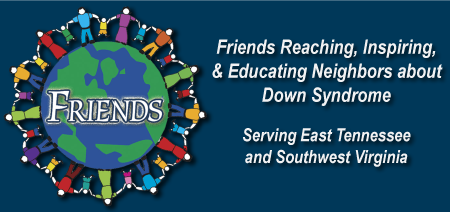 FRIENDS
Friends Reaching, Inspiring,
& Educating Neighbors about
Down Syndrome
Serving East Tennessee
and Southwest Virginia